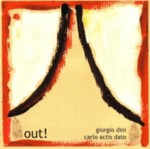 out!
giorgio dini
carlo actis dato